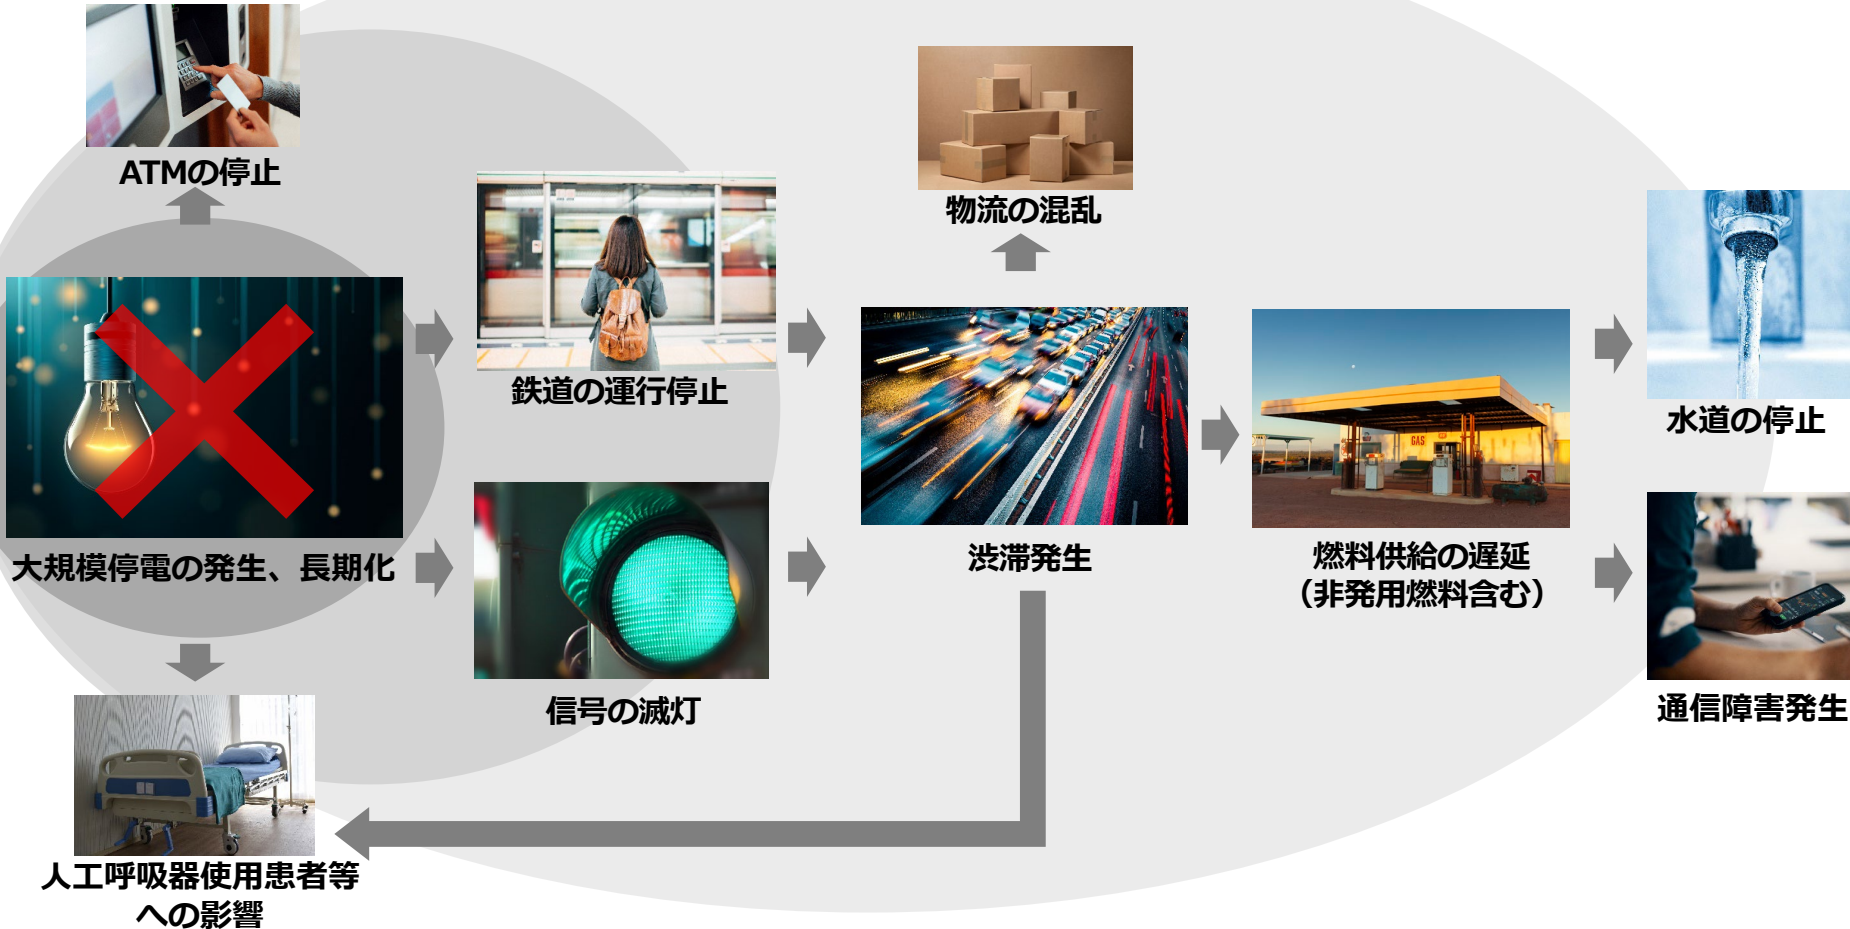 ATMの停止
物流の混乱
鉄道の運行停止
GAS
水道の停止
大規模停電の発生、長期化
渋滞発生
燃料供給の遅延
（非発用燃料含む）
信号の滅灯
通信障害発生
人工呼吸器使用患者等
への影響